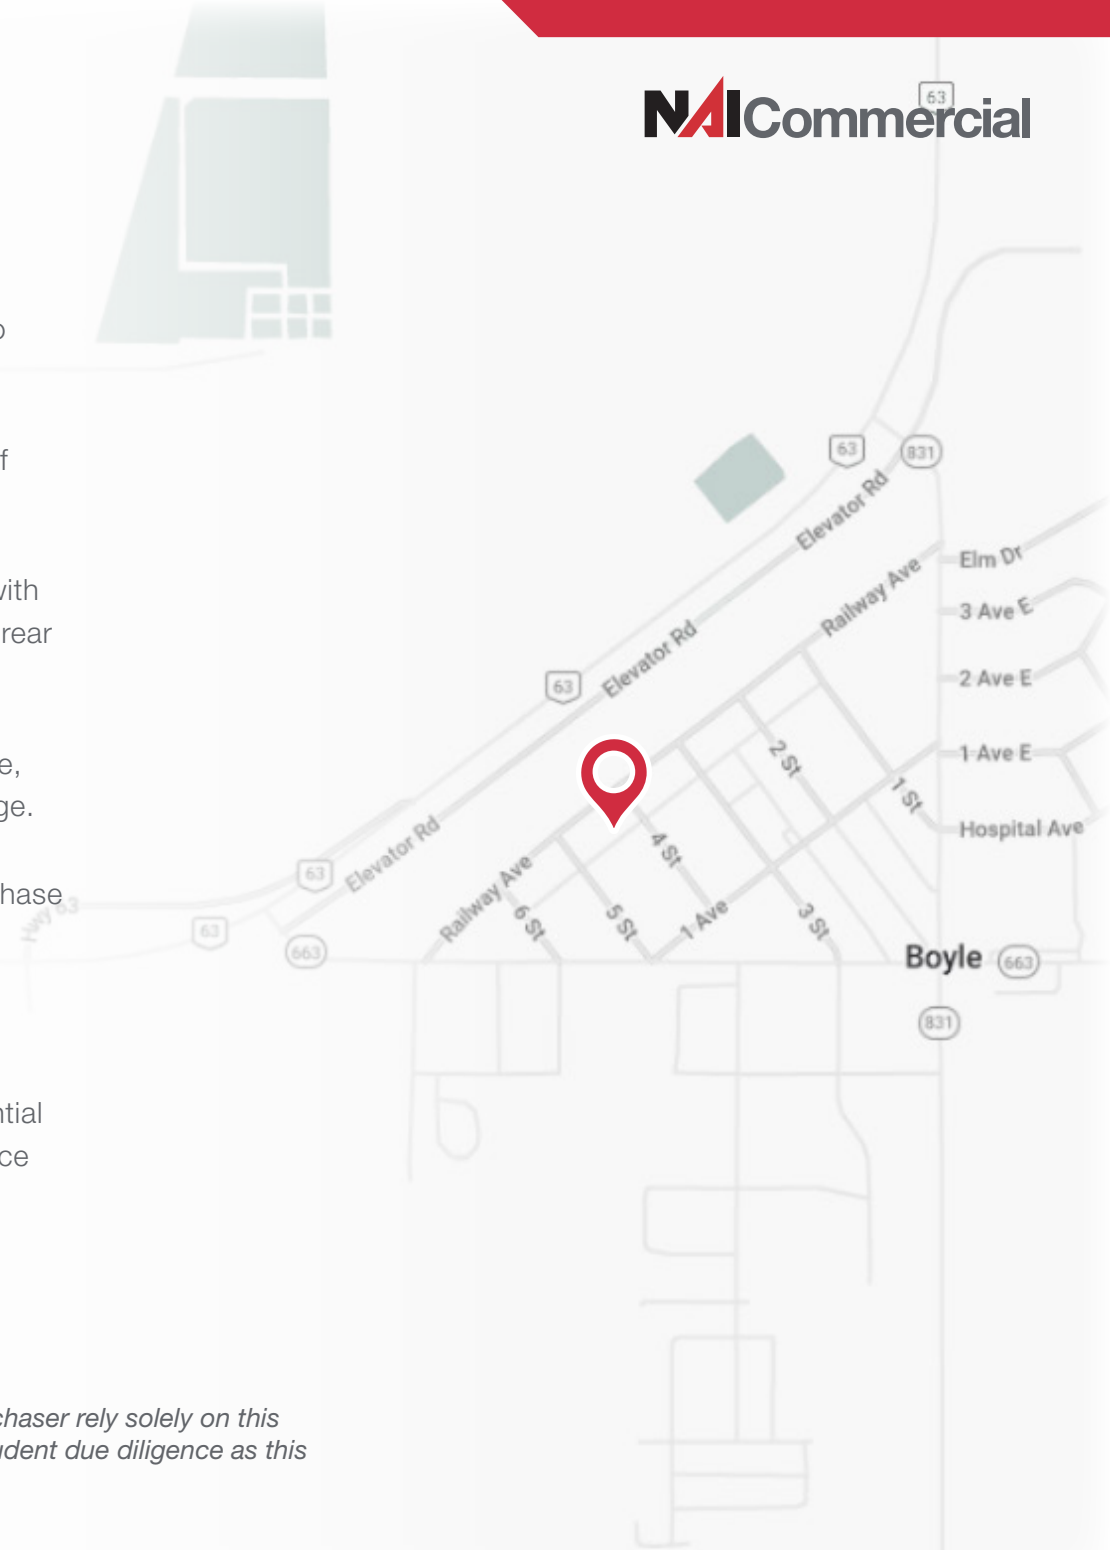 63
NAICommercial
o
f
63
831
Elevator Rd
Elm Dr
Railway Ave
3 Ave E
with
rear
Elevator Rd
2 Ave E
63
e,
ge.
2 St
1 Ave E
1 St
Elevator Rd
4 St
Hospital Ave
63
Railway Ave
chase
Hwy 63
6 St
5 St
1 Ave
3 St
63
663
Boyle
663
831
ntial
ce
chaser rely solely on this
udent due diligence as this